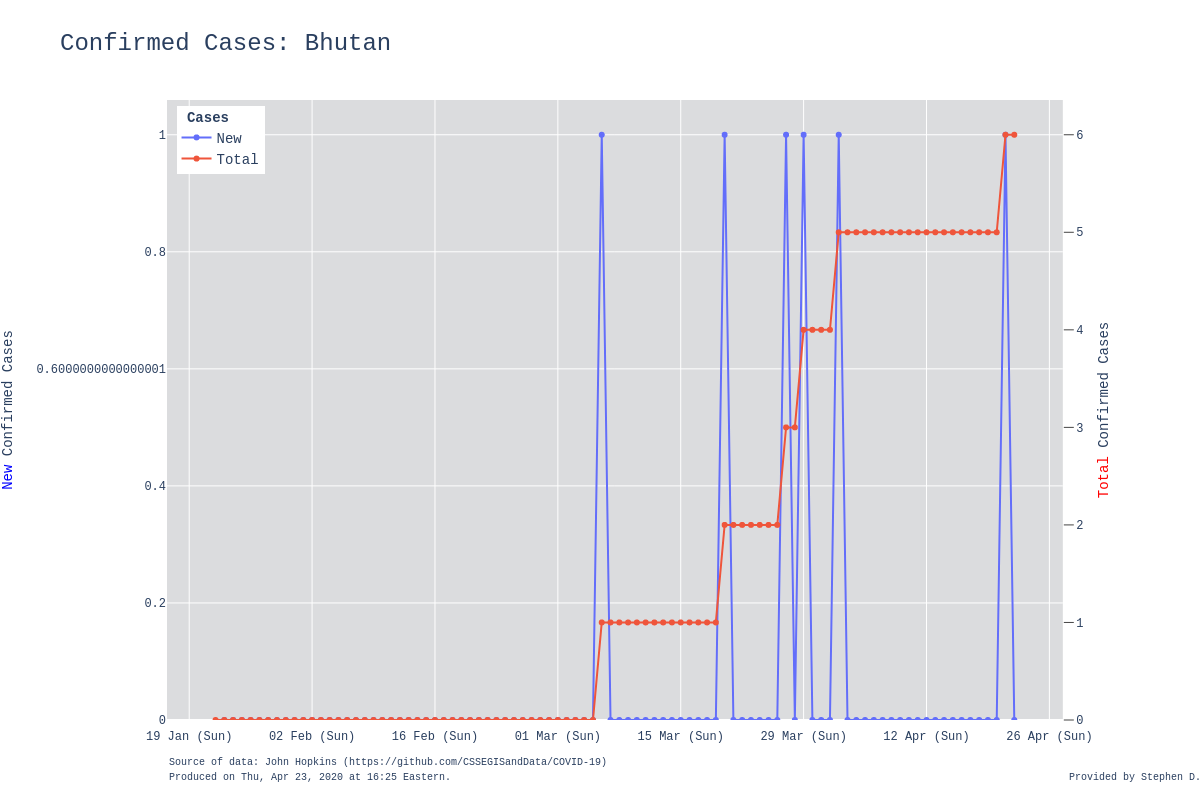 Confirmed Cases: Bhutan
Cases
New
Total
1
0.8
0.6000000000000001
0.4
0.2
0
6
5
4
3
2
1
0
New Confirmed Cases
Total Confirmed Cases
19 Jan (Sun) 02 Feb (Sun) 16 Feb (Sun) 01 Mar (Sun) 15 Mar (Sun) 29 Mar (Sun) 12 Apr (Sun) 26 Apr (Sun)
Source of data: John Hopkins (https://github.com/CSSEGISandData/COVID-19)
Produced on Thu, Apr 23, 2020 at 16:25 Eastern.
Provided by Stephen D.